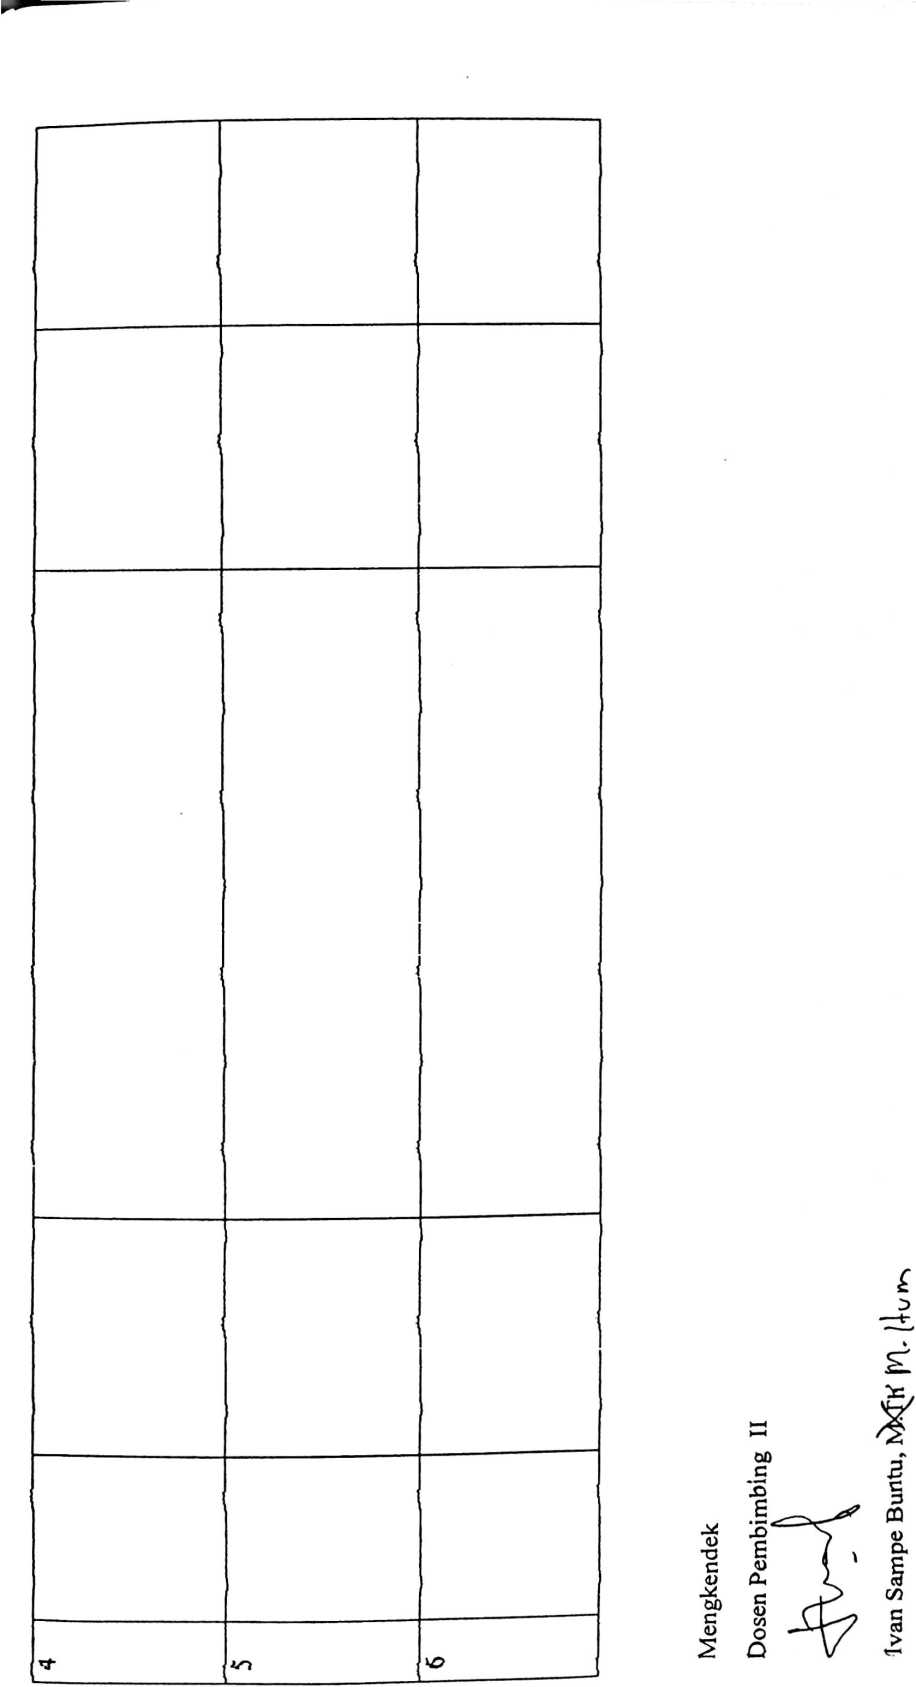 4
5
6
Mengkendek
Dosen Pembimbing II
Ivan Sampe Buntu, M. Hum